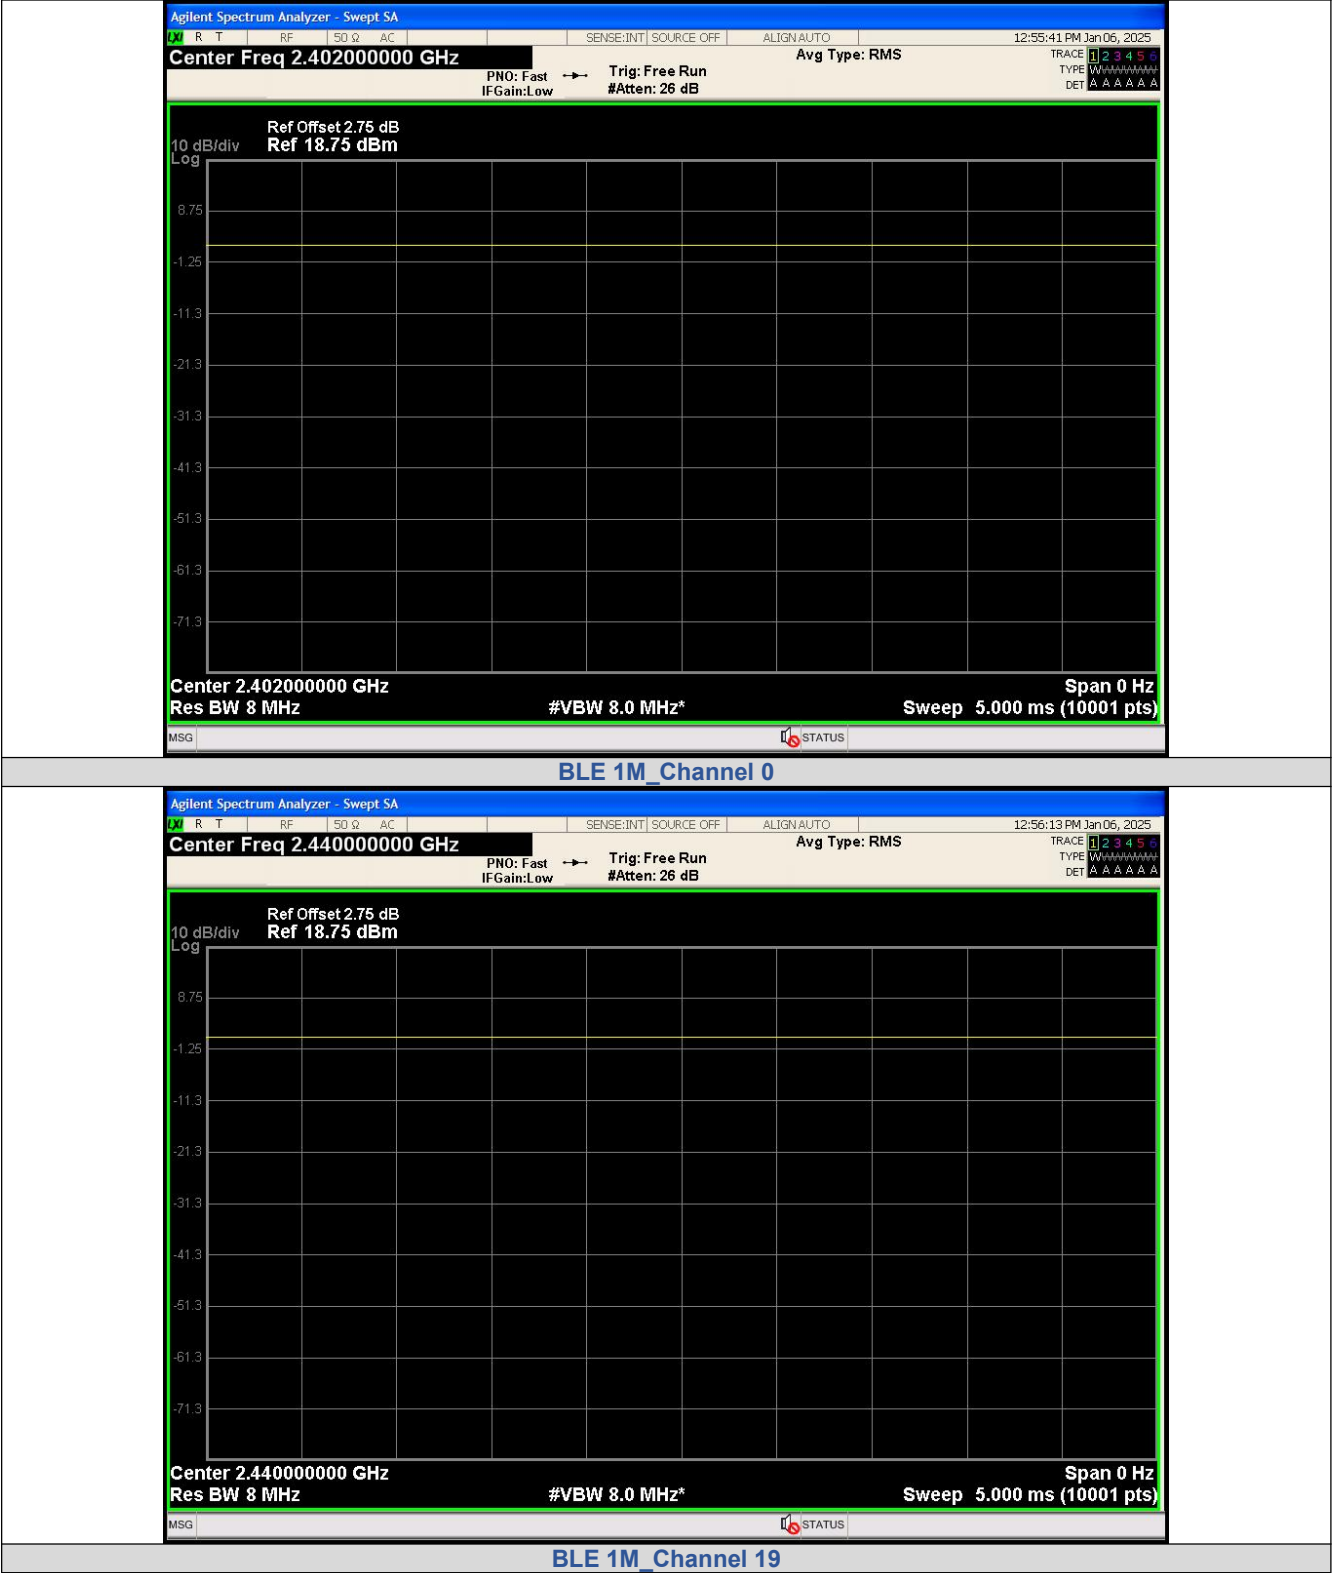 Agilent Spectrum Analyzer - Swept SA
LXI R T RF 50 Ω AC SENSE:INT SOURCE OFF ALIGN AUTO 12:55:41 PM Jan 06, 2025
Center Freq 2.402000000 GHz Avg Type: RMS TRACE 1 2 3 4 5 6
PNO: Fast Trig: Free Run TYPE W
IFGain:Low #Atten: 26 dB DET A A A A A A
Ref Offset 2.75 dB
10 dB/div Ref 18.75 dBm
Log
8.75
-1.25
-11.3
-21.3
-31.3
-41.3
-51.3
-61.3
-71.3
Center 2.402000000 GHz Span 0 Hz
Res BW 8 MHz #VBW 8.0 MHz* Sweep 5.000 ms (10001 pts)
MSG STATUS
BLE 1M_Channel 0
Agilent Spectrum Analyzer - Swept SA
LXI R T RF 50 Ω AC SENSE:INT SOURCE OFF ALIGN AUTO 12:56:13 PM Jan 06, 2025
Center Freq 2.440000000 GHz Avg Type: RMS TRACE 1 2 3 4 5 6
PNO: Fast Trig: Free Run TYPE W
IFGain:Low #Atten: 26 dB DET A A A A A A
Ref Offset 2.75 dB
10 dB/div Ref 18.75 dBm
Log
8.75
-1.25
-11.3
-21.3
-31.3
-41.3
-51.3
-61.3
-71.3
Center 2.440000000 GHz Span 0 Hz
Res BW 8 MHz #VBW 8.0 MHz* Sweep 5.000 ms (10001 pts)
MSG STATUS
BLE 1M_Channel 19